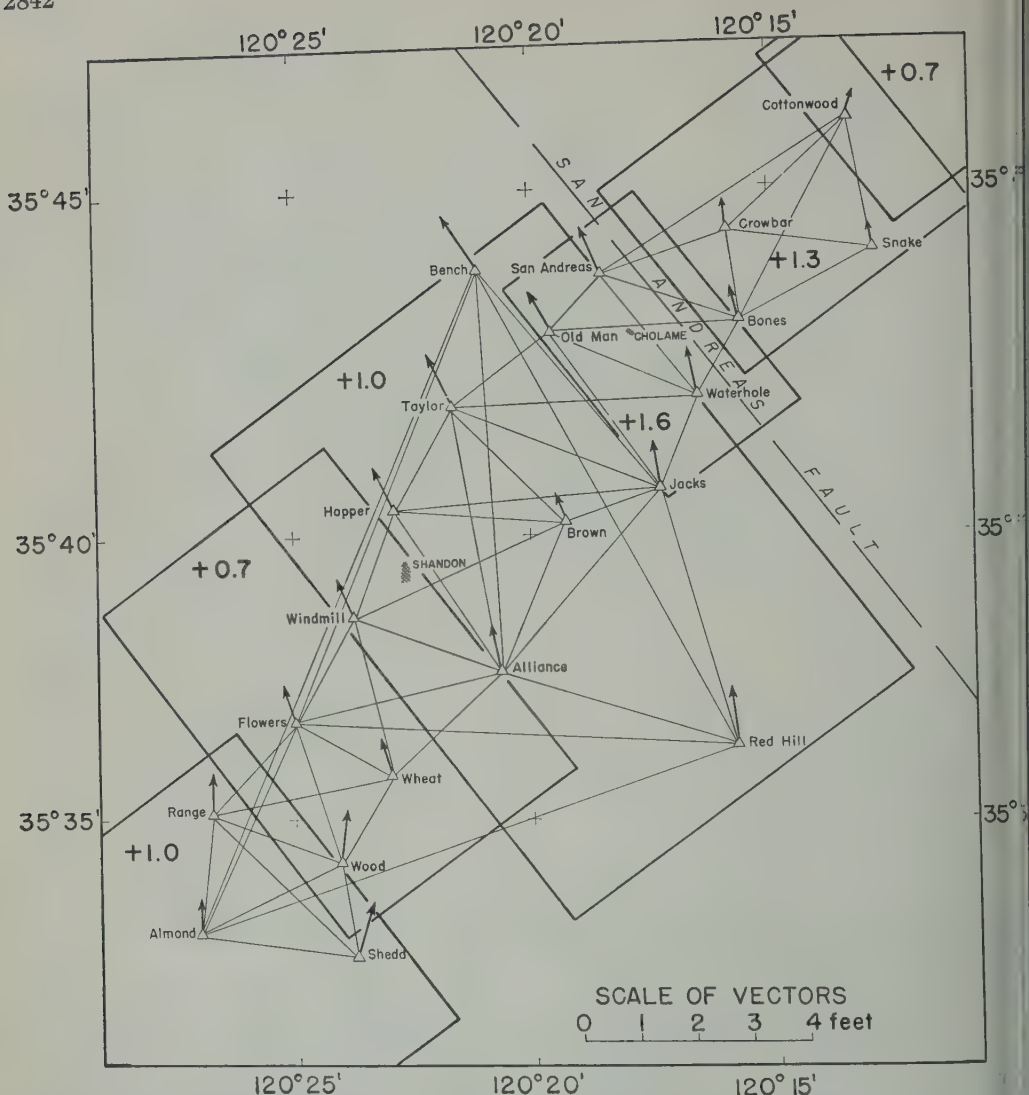 2842
120°25'
120°20'
120°15'
+0.7
Cottonwood
35°45'
SAN
Crowbar
Snake
+1.3
Bench
San Andreas
ANDREAS
Bones
Old Man
CHOLAME
+1.0
Taylor
Waterhole
+1.6
FAULT
Jacks
Hopper
Brown
35°40'
SHANDON
+0.7
Windmill
Alliance
Flowers
Red Hill
Wheat
Range
35°35'
35°
+1.0
Wood
Almond
Shedd
SCALE OF VECTORS
0 1 2 3 4 feet
120°25'
120°20'
120°15'